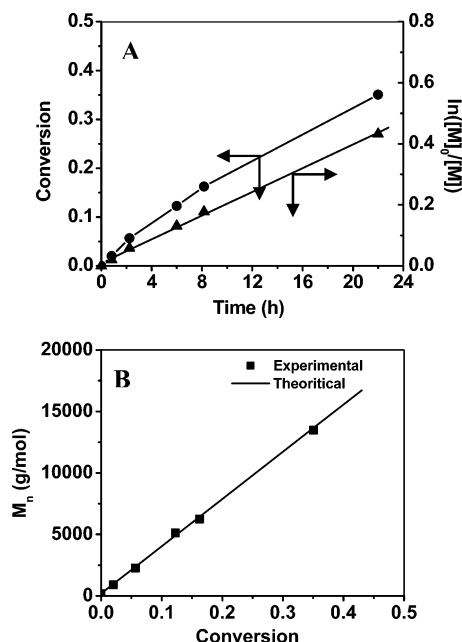 A
0.5
0.4
0.3
0.2
0.1
0.0
Conversion
0.8
0.6
0.4
0.2
0.0
ln([M]0/[M])
0 4 8 12 16 20 24
Time (h)
B
Experimental
Theoritical
20000
15000
10000
5000
0
Mn (g/mol)
0.0 0.1 0.2 0.3 0.4 0.5
Conversion